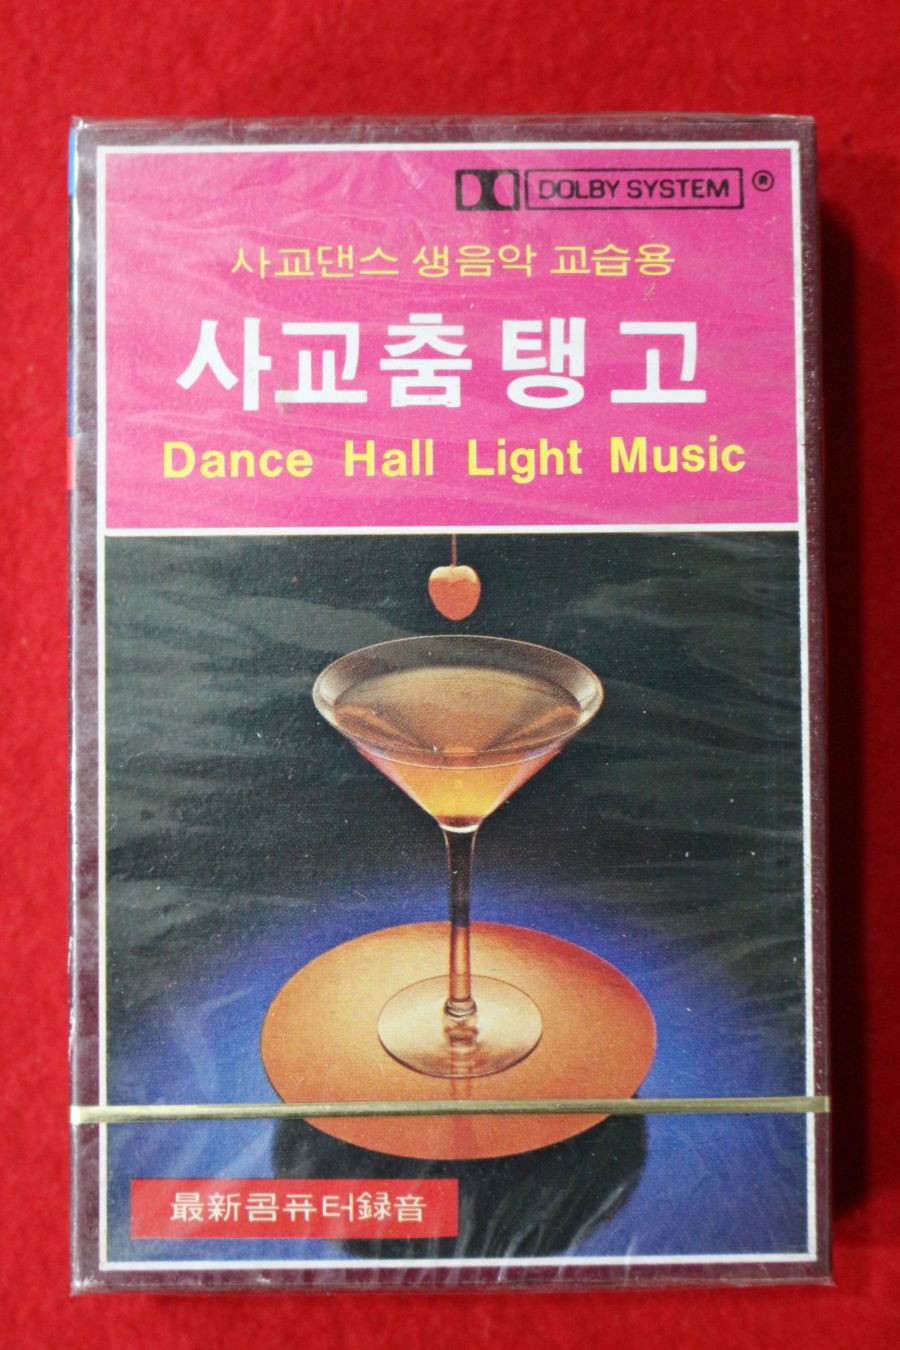 DOLBY SYSTEM ®
사교댄스 생음악 교습용
사교춤 탱고
Dance Hall Light Music
最新콤퓨터録音